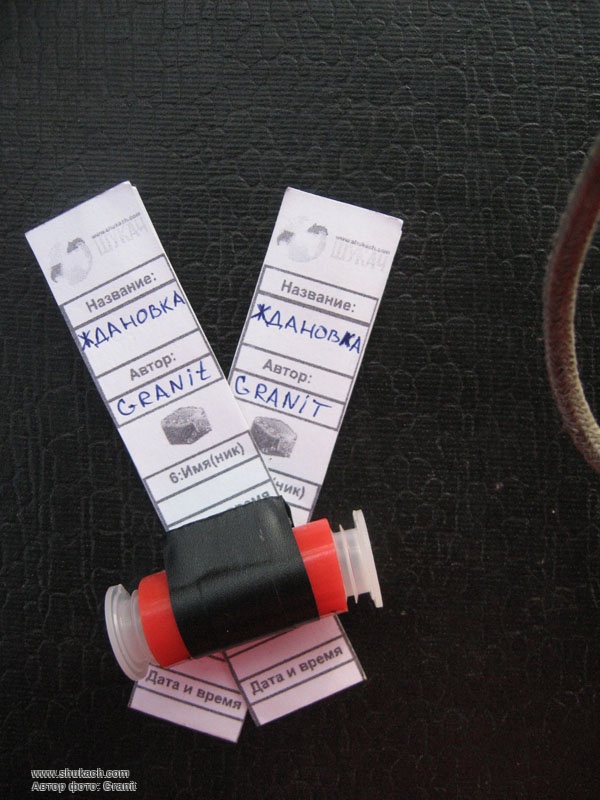 www.shukach.com
ШУКАЧ
Название:
ЖДАНОВКА
Автор:
GRANit
6:Имя(ник)
время
Дата и время
www.shukach.com
ШУКАЧ
Название:
ЖДАНОВКА
Автор:
GRANiT
(ник)
Дата и время
www.shukach.com
Автор фото: Granit